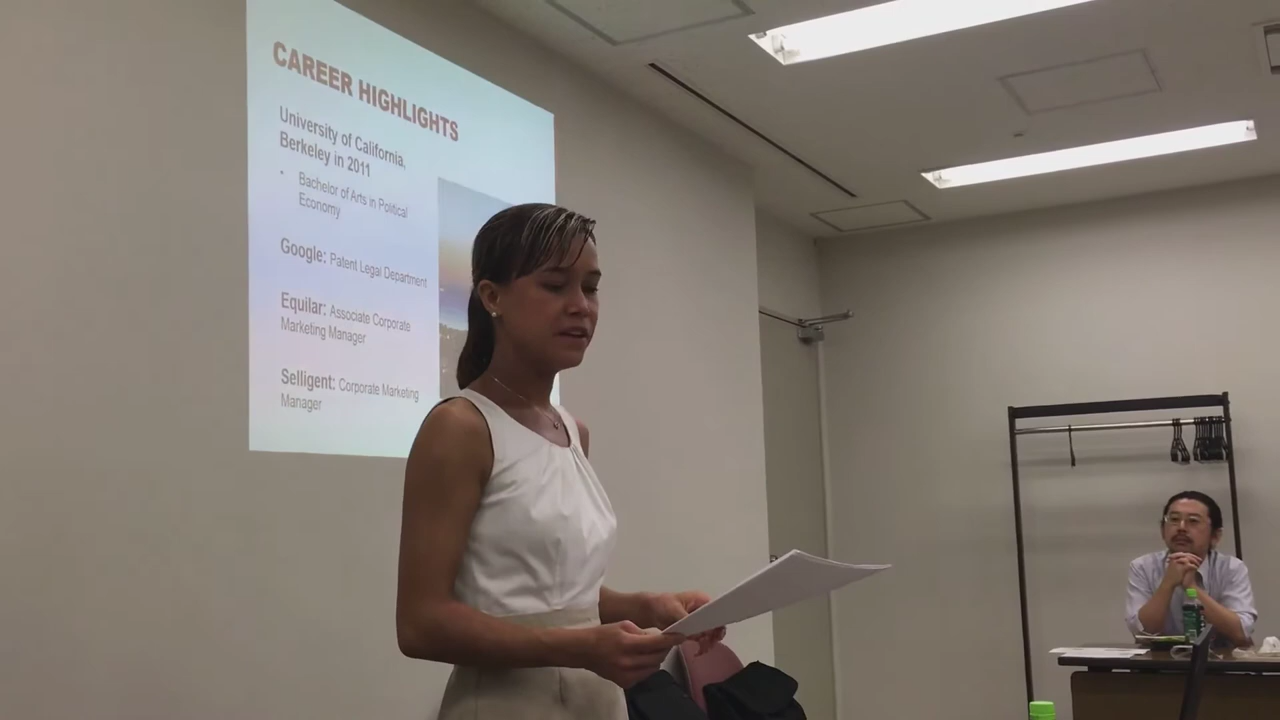 CAREER HIGHLIGHTS
University of California,
Berkeley in 2011
• Bachelor of Arts in Political
Economy
Google: Patent Legal Department
Equilar: Associate Corporate
Marketing Manager
Selligent: Corporate Marketing
Manager